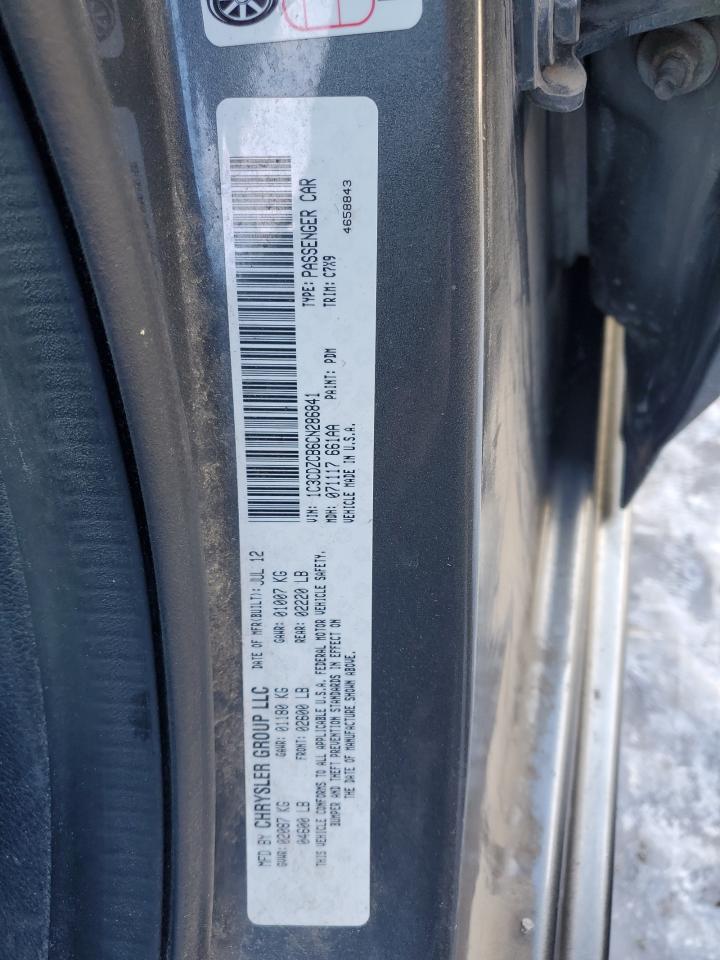 MFD BY CHRYSLER GROUP LLC
DATE OF MFR(BUILT):JUL 12
GVWR: 02087 KG
GAWR: 01180 KG
GAWR: 01007 KG
04600 LB
FRONT: 02600 LB
REAR: 02220 LB
THIS VEHICLE CONFORMS TO ALL APPLICABLE U.S.A. FEDERAL MOTOR VEHICLE SAFETY,
BUMPER AND THEFT PREVENTION STANDARDS IN EFFECT ON
THE DATE OF MANUFACTURE SHOWN ABOVE.
VIN: 1C3CDZCB6CN286841
TYPE: PASSENGER CAR
MDH: 071117 661AA
PAINT: PDM
TRIM: C7X9
VEHICLE MADE IN U.S.A.
4658843